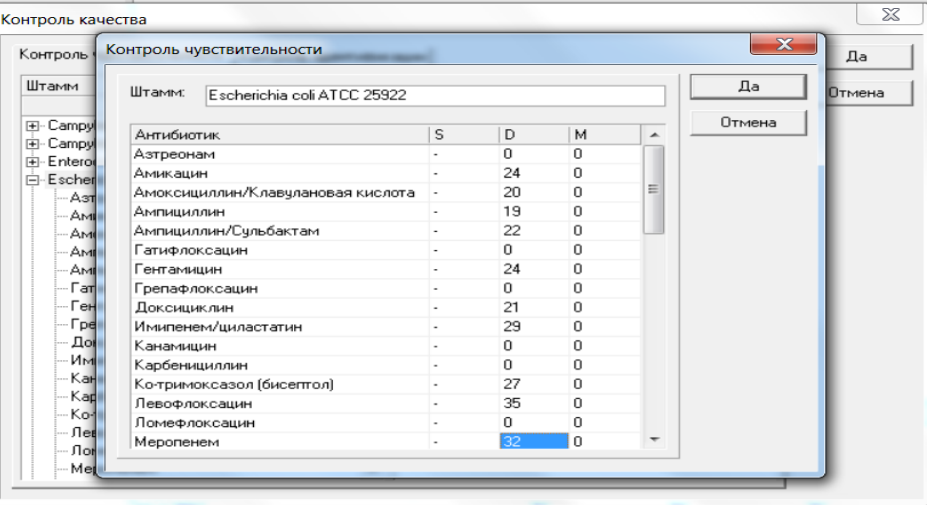 Контроль качества
Контроль чувствительности
Контроль
Штамм
Штамм:
Escherichia coli ATCC 25922
Да
Отмена
Да
Отмена
Антибиотик S D M
Азтреонам - 0 0
Амикацин - 24 0
Амоксициллин/Клавулановая кислота - 20 0
Ампициллин - 19 0
Ампициллин/Сульбактам - 22 0
Гатифлоксацин - 0 0
Гентамицин - 24 0
Грепафлоксацин - 0 0
Доксициклин - 21 0
Имипенем/циластатин - 29 0
Канамицин - 0 0
Карбенициллин - 0 0
Ко-тримоксазол (бисептол) - 27 0
Левофлоксацин - 35 0
Ломефлоксацин - 0 0
Меропенем - 32 0